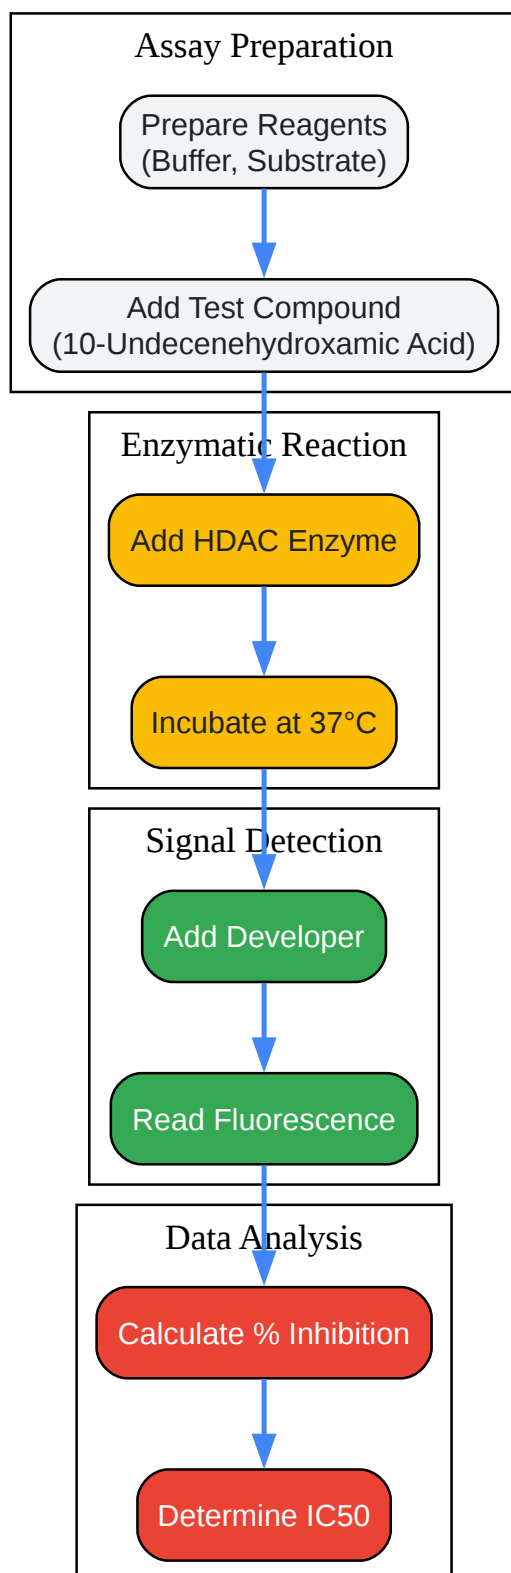 Assay Preparation
Prepare Reagents
(Buffer, Substrate)
Add Test Compound
(10-Undecenehydroxamic Acid)
Enzymatic Reaction
Add HDAC Enzyme
Incubate at 37°C
Signal Detection
Add Developer
Read Fluorescence
Data Analysis
Calculate % Inhibition
Determine IC50